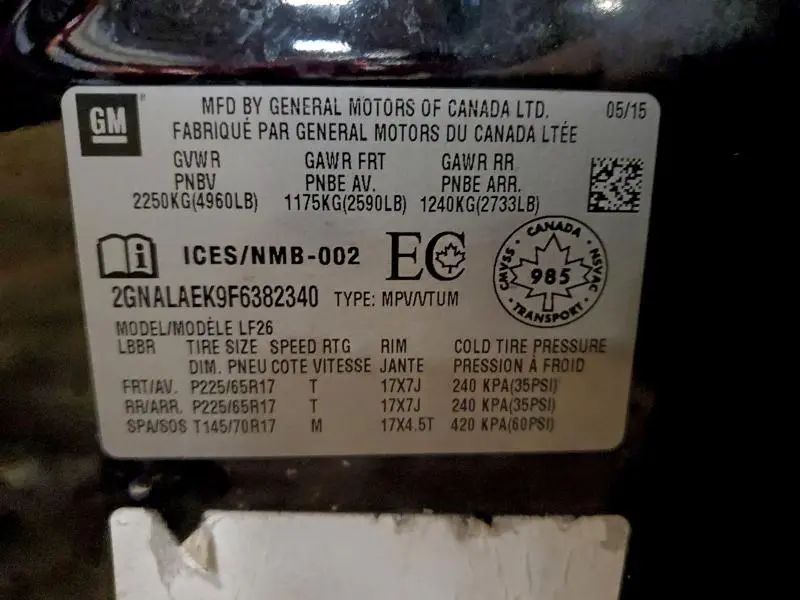 GM MFD BY GENERAL MOTORS OF CANADA LTD. 05/15
FABRIQUÉ PAR GENERAL MOTORS DU CANADA LTÉE
GVWR GAWR FRT GAWR RR
PNBV PNBE AV. PNBE ARR.
2250KG(4960LB) 1175KG(2590LB) 1240KG(2733LB)
i ICES/NMB-002 EC
CANADA
CMVSS 985 NSVAC
TRANSPORT
2GNALAEK9F6382340 TYPE: MPV/VTUM
MODEL/MODÈLE LF26
LBBR TIRE SIZE SPEED RTG RIM COLD TIRE PRESSURE
DIM. PNEU COTE VITESSE JANTE PRESSION À FROID
FRT/AV. P225/65R17 T 17X7J 240 KPA(35PSI)
RR/ARR. P225/65R17 T 17X7J 240 KPA(35PSI)
SPA/SOS T145/70R17 M 17X4.5T 420 KPA(60PSI)